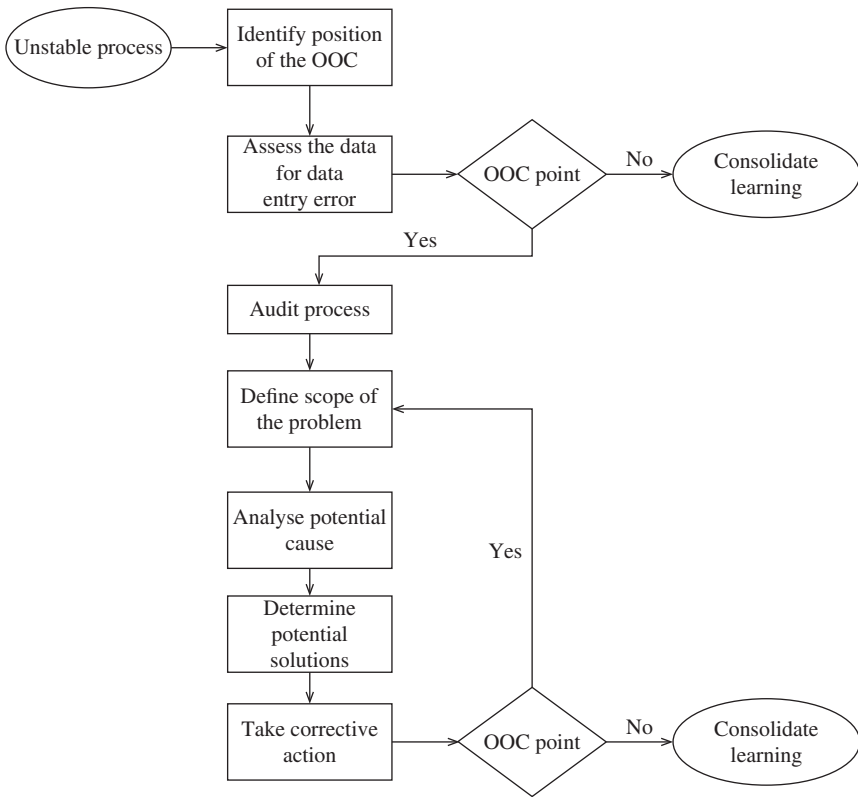 Unstable process
Identify position
of the OOC
Assess the data
for data
entry error
OOC point
No
Consolidate
learning
Yes
Audit process
Define scope of
the problem
Analyse potential
cause
Yes
Determine
potential
solutions
Take corrective
action
OOC point
No
Consolidate
learning